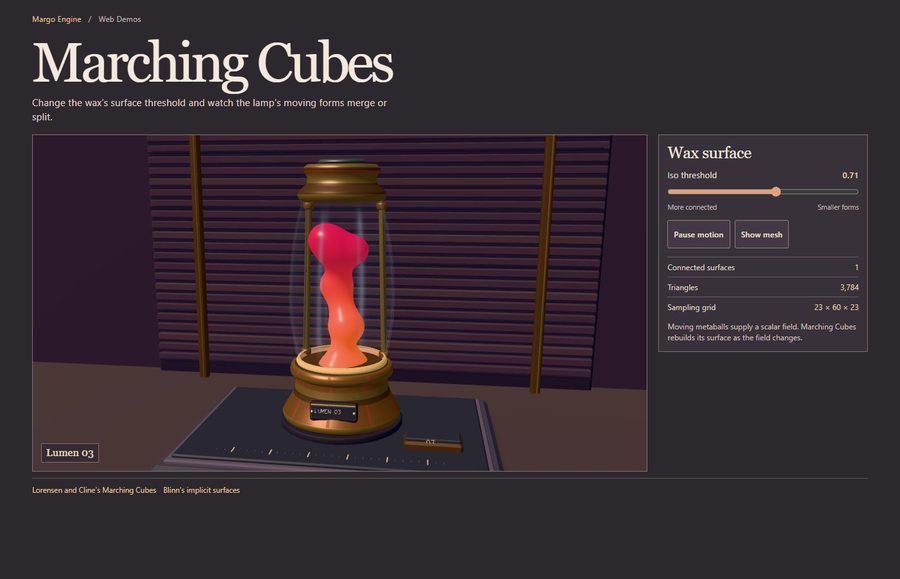 Margo Engine / Web Demos
Marching Cubes
Change the wax's surface threshold and watch the lamp's moving forms merge or
split.
Wax surface
Iso threshold 0.71
More connected Smaller forms
Pause motion Show mesh
Connected surfaces 1
Triangles 3,784
Sampling grid 23 × 60 × 23
Moving metaballs supply a scalar field. Marching Cubes
rebuilds its surface as the field changes.
LUMEN 03
Lumen 03
Lorensen and Cline's Marching Cubes Blinn's implicit surfaces